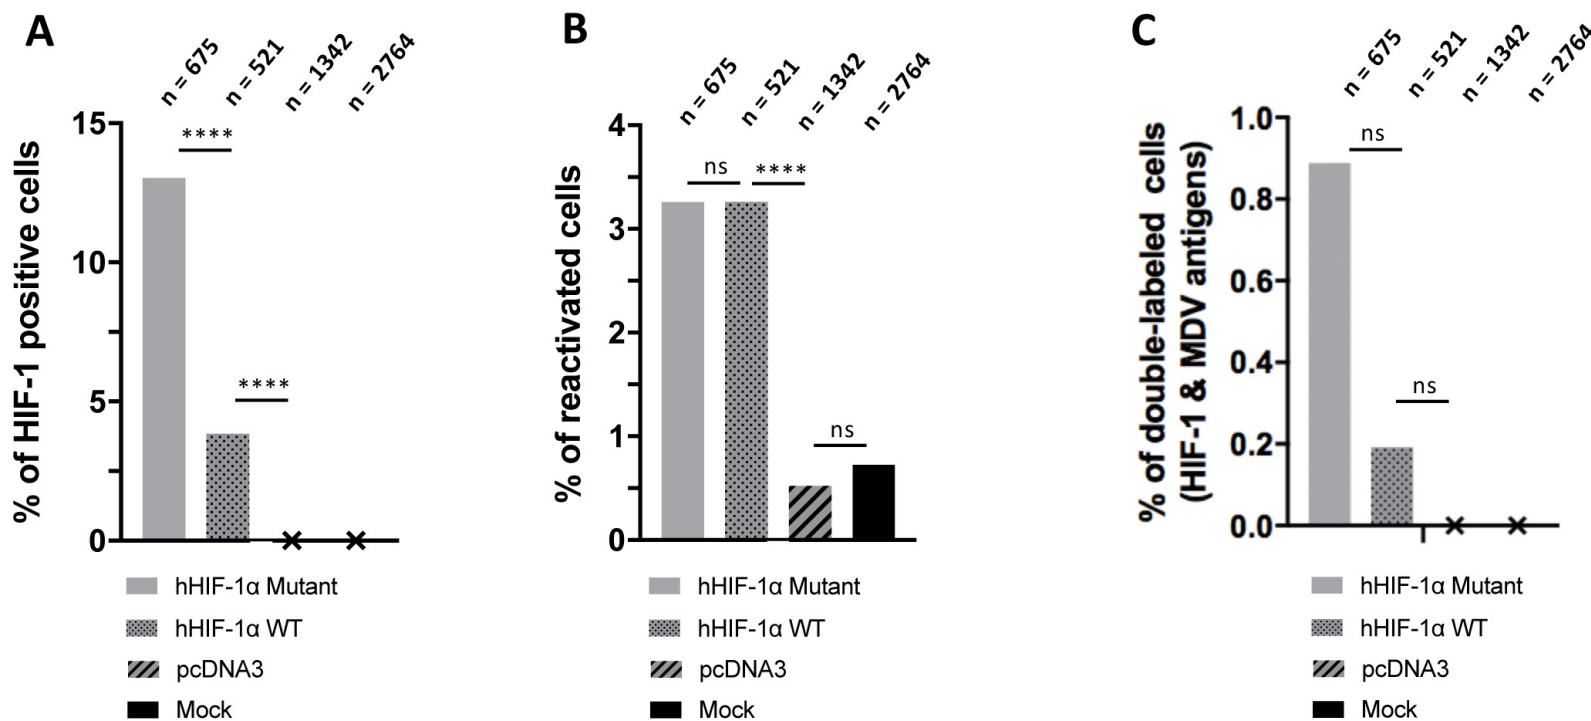 A
n = 675
n = 521
n = 1342
n = 2764
% of HIF-1 positive cells
15
10
5
0
****
****
hHIF-1α Mutant
hHIF-1α WT
pcDNA3
Mock
B
n = 675
n = 521
n = 1342
n = 2764
% of reactivated cells
4
3
2
1
0
ns
****
ns
hHIF-1α Mutant
hHIF-1α WT
pcDNA3
Mock
C
n = 675
n = 521
n = 1342
n = 2764
% of double-labeled cells
(HIF-1 & MDV antigens)
1.0
0.8
0.6
0.4
0.2
0.0
ns
ns
hHIF-1α Mutant
hHIF-1α WT
pcDNA3
Mock